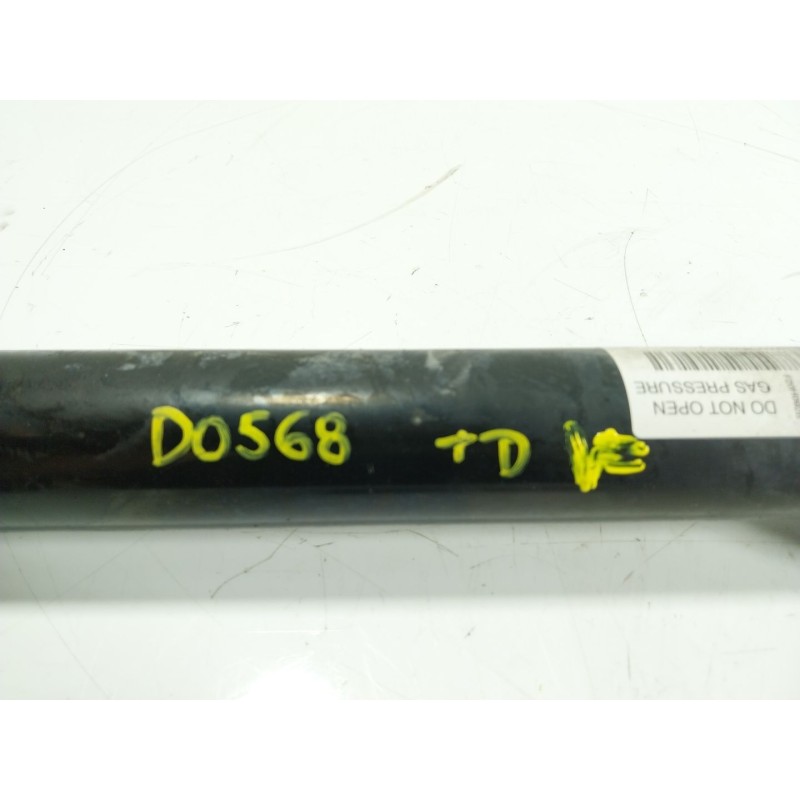 D0568 TD
DO NOT OPEN
GAS PRESSURE